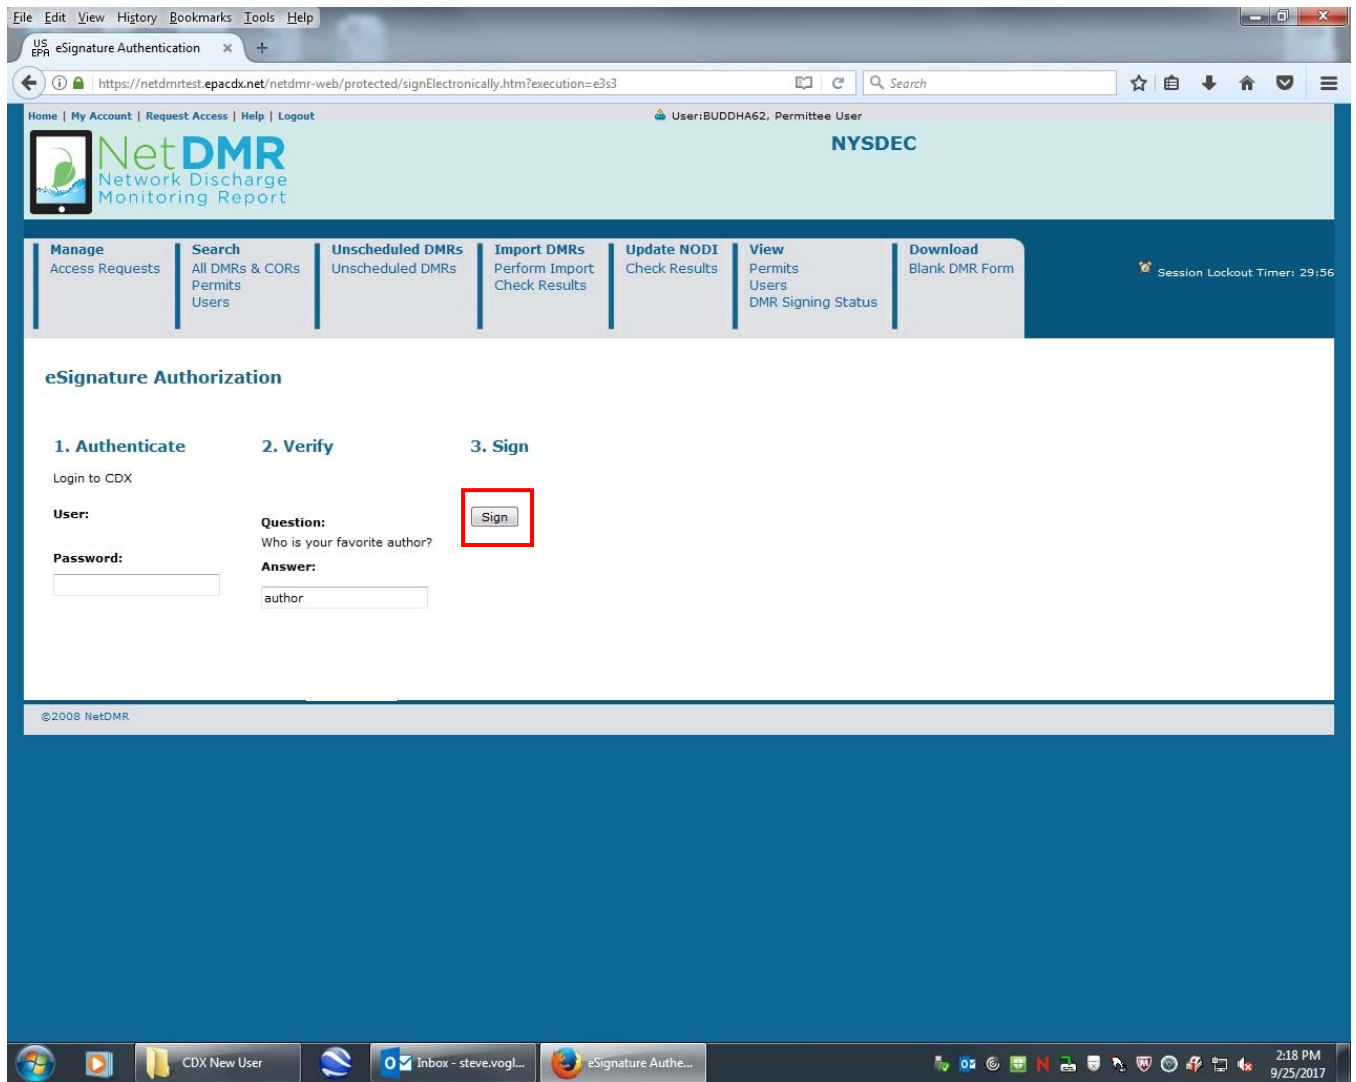 File Edit View History Bookmarks Tools Help
US EPA eSignature Authentication × +
https://netdmrtest.epacdx.net/netdmr-web/protected/signElectronically.htm?execution=e3s3 Search
Home | My Account | Request Access | Help | Logout User:BUDDHA62, Permittee User
NetDMR
Network Discharge
Monitoring Report
NYSDEC
Manage Search Unscheduled DMRs Import DMRs Update NODI View Download
Access Requests All DMRs & CORs Unscheduled DMRs Perform Import Check Results Permits Blank DMR Form Session Lockout Timer: 29:56
Permits Check Results Users
Users DMR Signing Status
eSignature Authorization
1. Authenticate 2. Verify 3. Sign
Login to CDX
User:
Question: Sign
Who is your favorite author?
Password:
Answer:
author
©2008 NetDMR
CDX New User Inbox - steve.vogl... eSignature Authe... 2:18 PM
9/25/2017